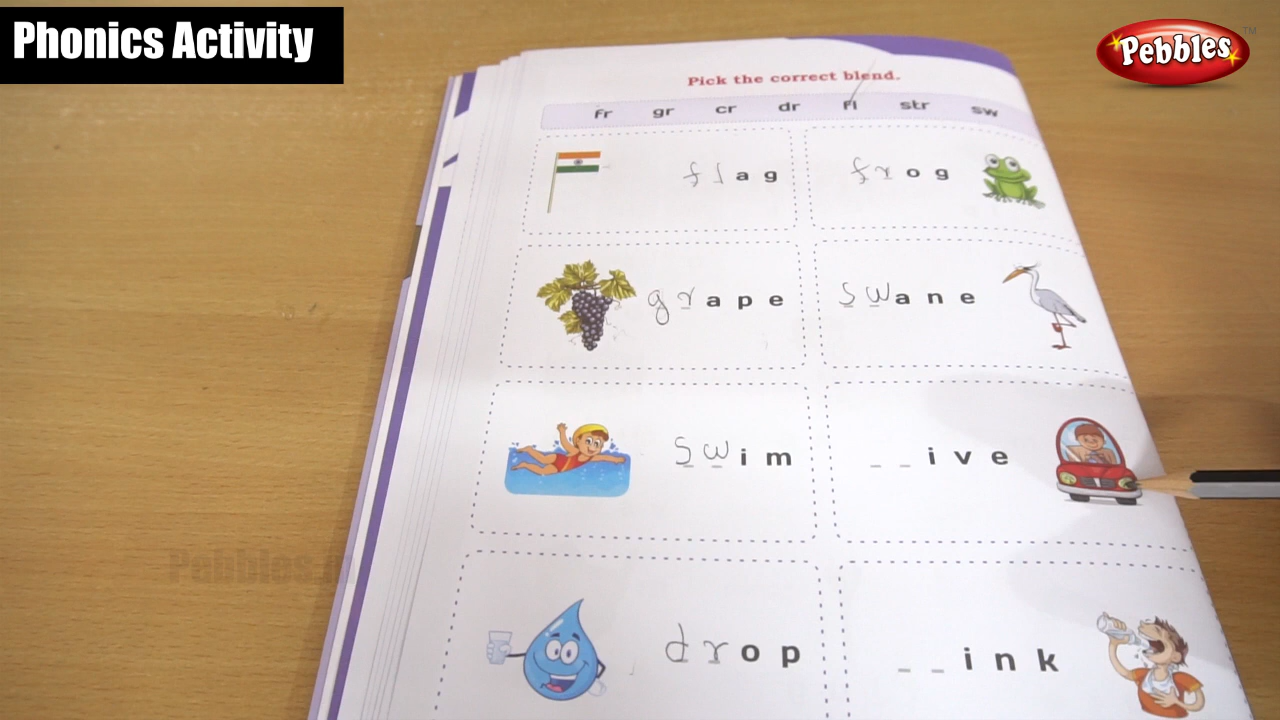 Phonics Activity
Pebbles TM
Pick the correct blend.
fr gr cr dr fl str sw
flag
frog
grape
swane
swim
_ _ ive
drop
_ _ ink